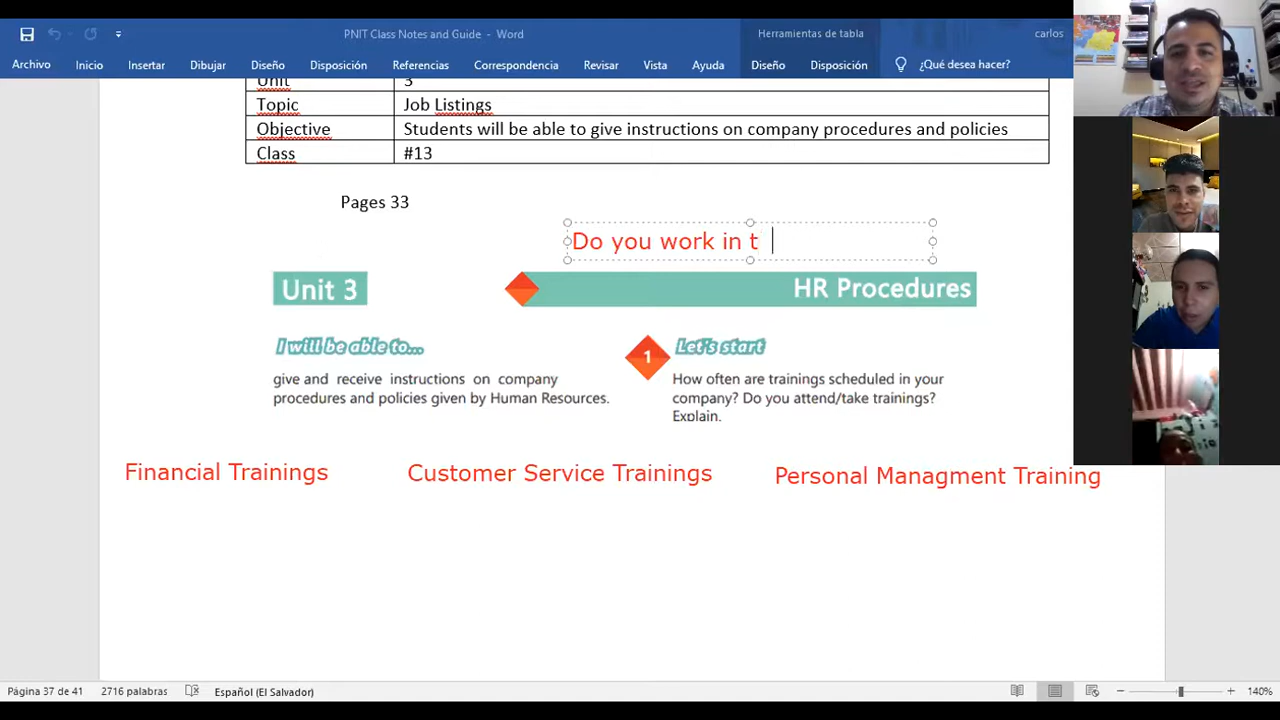 PNIT Class Notes and Guide - Word
Herramientas de tabla
carlos
Archivo Inicio Insertar Dibujar Diseño Disposición Referencias Correspondencia Revisar Vista Ayuda Diseño Disposición ¿Qué desea hacer?
Unit 3
Topic Job Listings
Objective Students will be able to give instructions on company procedures and policies
Class #13
Pages 33
Do you work in t
Unit 3
HR Procedures
I will be able to...
give and receive instructions on company
procedures and policies given by Human Resources.
1 Let's start
How often are trainings scheduled in your
company? Do you attend/take trainings?
Explain.
Financial Trainings
Customer Service Trainings
Personal Managment Training
Página 37 de 41 2716 palabras Español (El Salvador) 140%